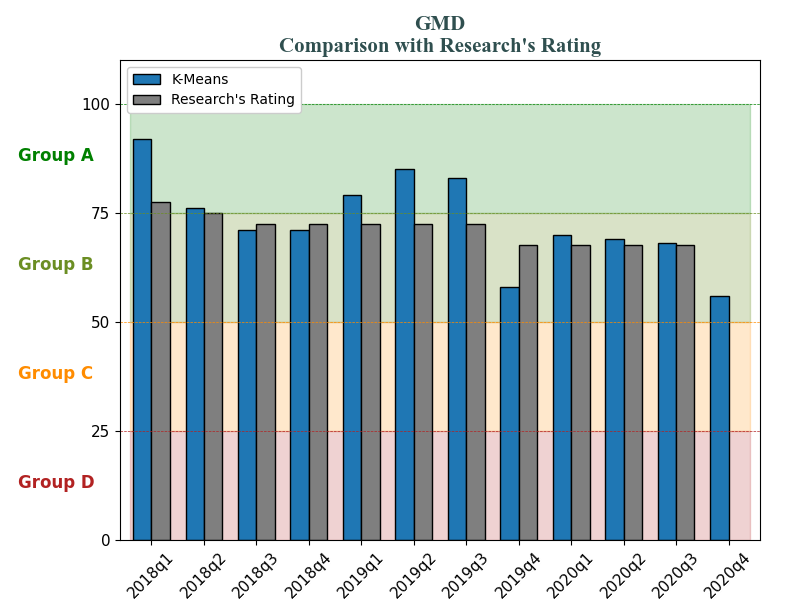 GMD
Comparison with Research's Rating
K-Means
Research's Rating
100
Group A
75
Group B
50
Group C
25
Group D
0
2018q1
2018q2
2018q3
2018q4
2019q1
2019q2
2019q3
2019q4
2020q1
2020q2
2020q3
2020q4